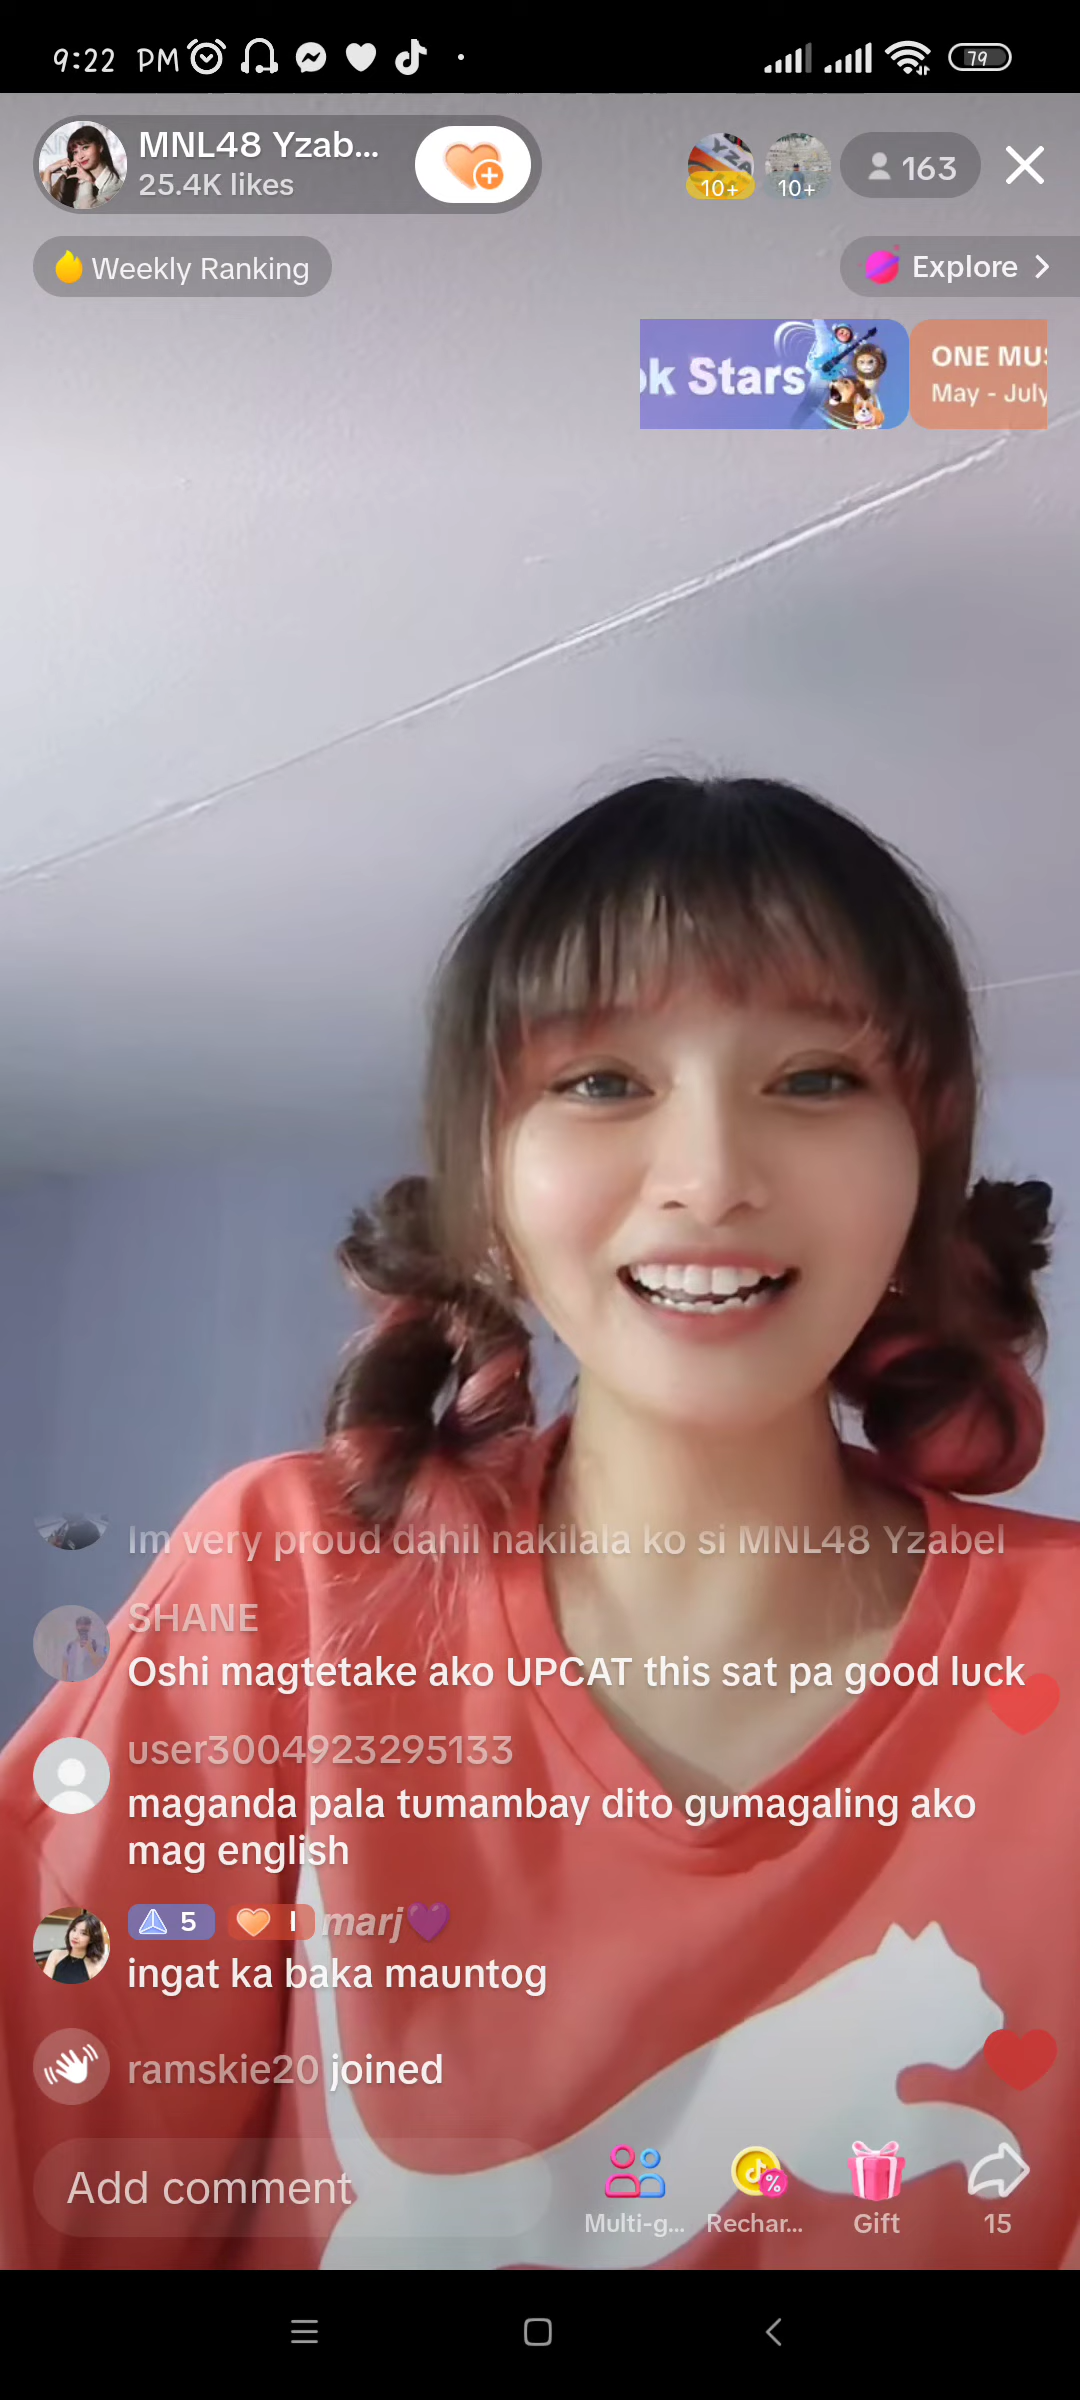 9:22 PM
79
MNL48 Yzab...
25.4K likes
10+
10+
163
Weekly Ranking
Explore
k Stars
ONE MUS
May - July
Im very proud dahil nakilala ko si MNL48 Yzabel
SHANE
Oshi magtetake ako UPCAT this sat pa good luck
user3004923295133
maganda pala tumambay dito gumagaling ako
mag english
5 I marj💜
ingat ka baka mauntog
ramskie20 joined
Add comment
Multi-g...
Rechar...
Gift
15